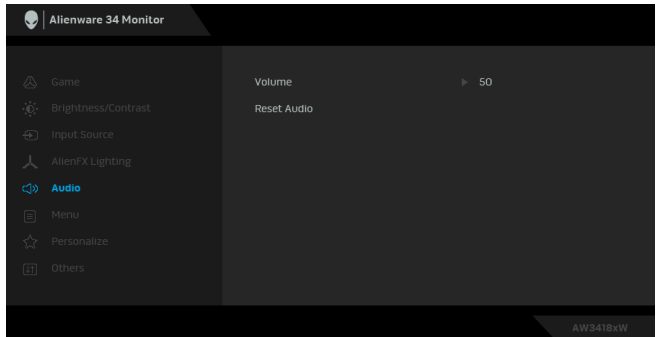 Alienware 34 Monitor
Game
Brightness/Contrast
Input Source
AlienFX Lighting
Audio
Menu
Personalize
Others
Volume 50
Reset Audio
AW3418xW